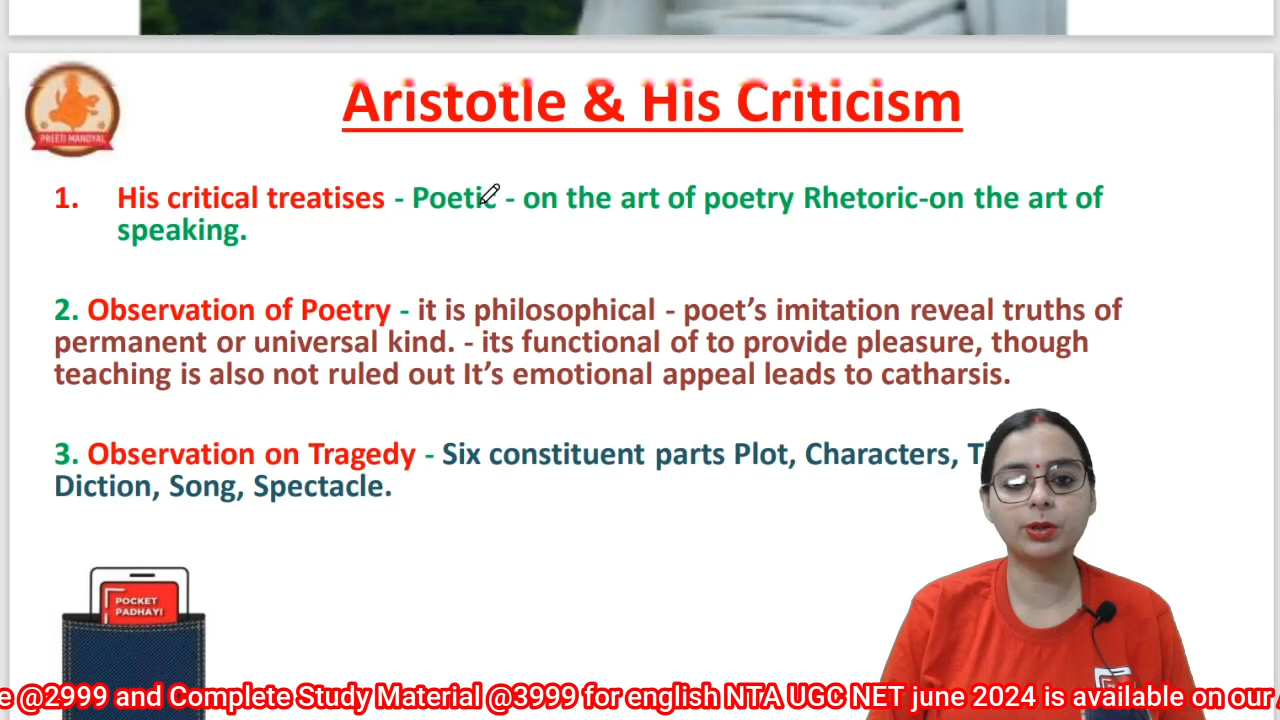 Aristotle & His Criticism
PREETI MANDYAL
1. His critical treatises - Poetic - on the art of poetry Rhetoric-on the art of
speaking.
2. Observation of Poetry - it is philosophical - poet’s imitation reveal truths of
permanent or universal kind. - its functional of to provide pleasure, though
teaching is also not ruled out It’s emotional appeal leads to catharsis.
3. Observation on Tragedy - Six constituent parts Plot, Characters,
Diction, Song, Spectacle.
POCKET
PADHAYI
@2999 and Complete Study Material @3999 for english NTA UGC NET june 2024 is available on our